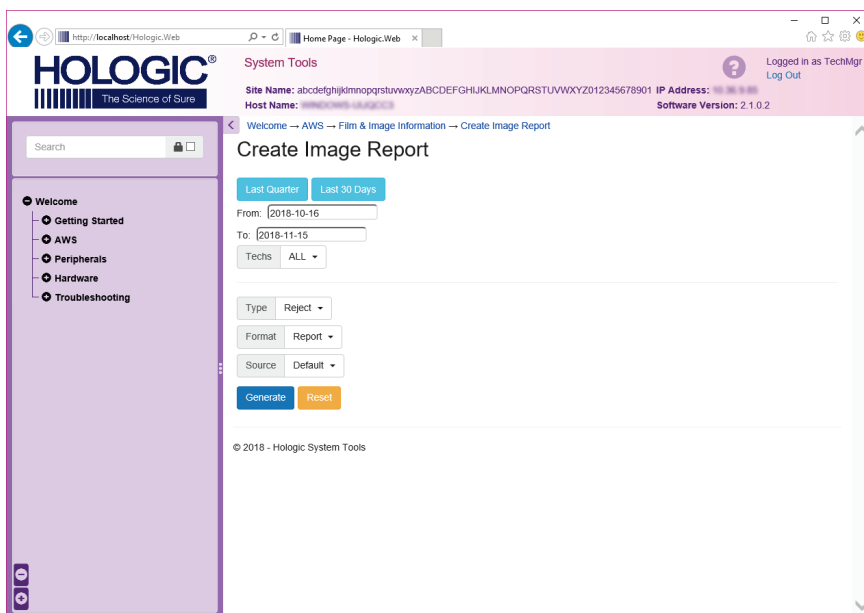 http://localhost/Hologic.Web
Home Page - Hologic.Web
HOLOGIC®
The Science of Sure
System Tools
Logged in as TechMgr
Log Out
Site Name: abcdefghijklmnopqrstuvwxyzABCDEFGHIJKLMNOPQRSTUVWXYZ012345678901 IP Address:
Host Name:
Software Version: 2.1.0.2
Search
Welcome
Getting Started
AWS
Peripherals
Hardware
Troubleshooting
Welcome → AWS → Film & Image Information → Create Image Report
Create Image Report
Last Quarter
Last 30 Days
From: 2018-10-16
To: 2018-11-15
Techs ALL
Type Reject
Format Report
Source Default
Generate
Reset
© 2018 - Hologic System Tools